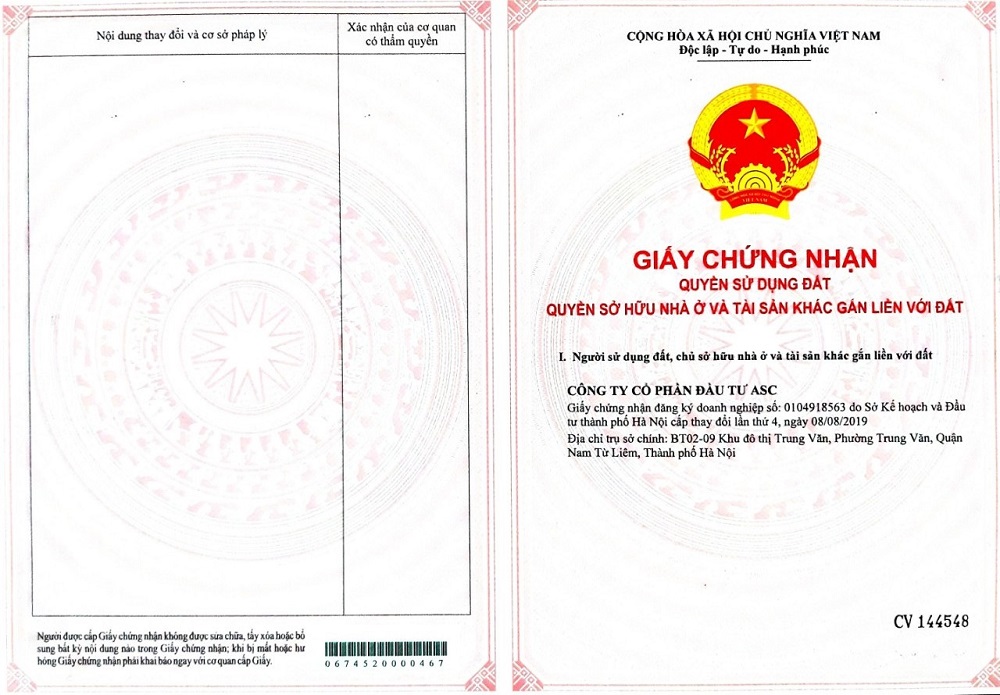 Nội dung thay đổi và cơ sở pháp lý
Xác nhận của cơ quan
có thẩm quyền
Người được cấp Giấy chứng nhận không được sửa chữa, tẩy xóa hoặc bổ
sung bất kỳ nội dung nào trong Giấy chứng nhận; khi bị mất hoặc hư
hỏng Giấy chứng nhận phải khai báo ngay với cơ quan cấp Giấy.
0674520000467
CỘNG HÒA XÃ HỘI CHỦ NGHĨA VIỆT NAM
Độc lập - Tự do - Hạnh phúc
VIỆT NAM
GIẤY CHỨNG NHẬN
QUYỀN SỬ DỤNG ĐẤT
QUYỀN SỞ HỮU NHÀ Ở VÀ TÀI SẢN KHÁC GẮN LIỀN VỚI ĐẤT
I. Người sử dụng đất, chủ sở hữu nhà ở và tài sản khác gắn liền với đất
CÔNG TY CỔ PHẦN ĐẦU TƯ ASC
Giấy chứng nhận đăng ký doanh nghiệp số: 0104918563 do Sở Kế hoạch và Đầu
tư thành phố Hà Nội cấp thay đổi lần thứ 4, ngày 08/08/2019
Địa chỉ trụ sở chính: BT02-09 Khu đô thị Trung Văn, Phường Trung Văn, Quận
Nam Từ Liêm, Thành phố Hà Nội
CV 144548